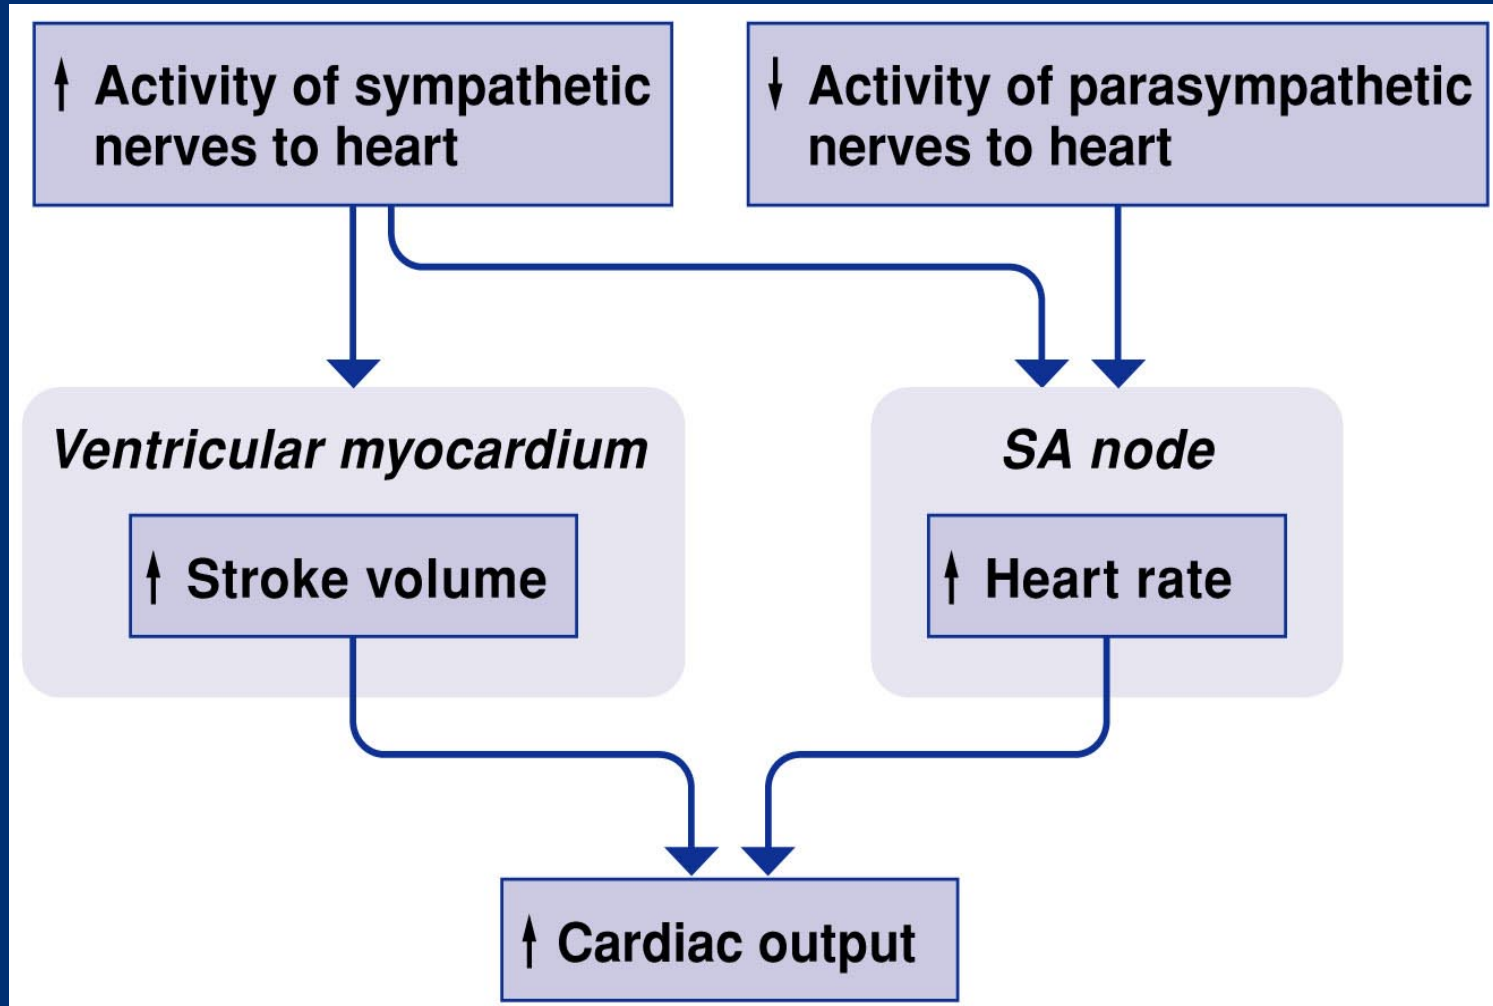 ↑ Activity of sympathetic
nerves to heart
↓ Activity of parasympathetic
nerves to heart
Ventricular myocardium
↑ Stroke volume
SA node
↑ Heart rate
↑ Cardiac output